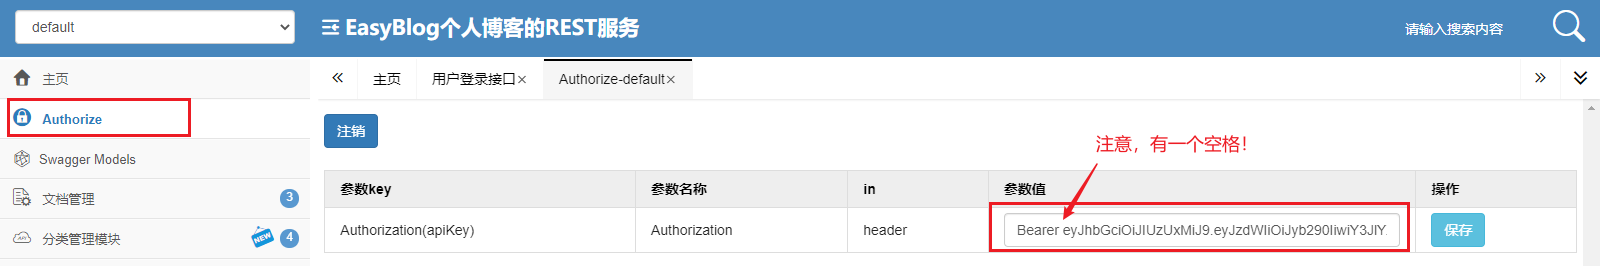 default
EasyBlog个人博客的REST服务
请输入搜索内容
主页
Authorize
Swagger Models
文档管理 3
分类管理模块 NEW 4
主页 用户登录接口× Authorize-default×
注销
注意，有一个空格！
参数key 参数名称 in 参数值 操作
Authorization(apiKey) Authorization header Bearer eyJhbGciOiJIUzUxMiJ9.eyJzdWIiOiJyb290IiwiY3JlY 保存